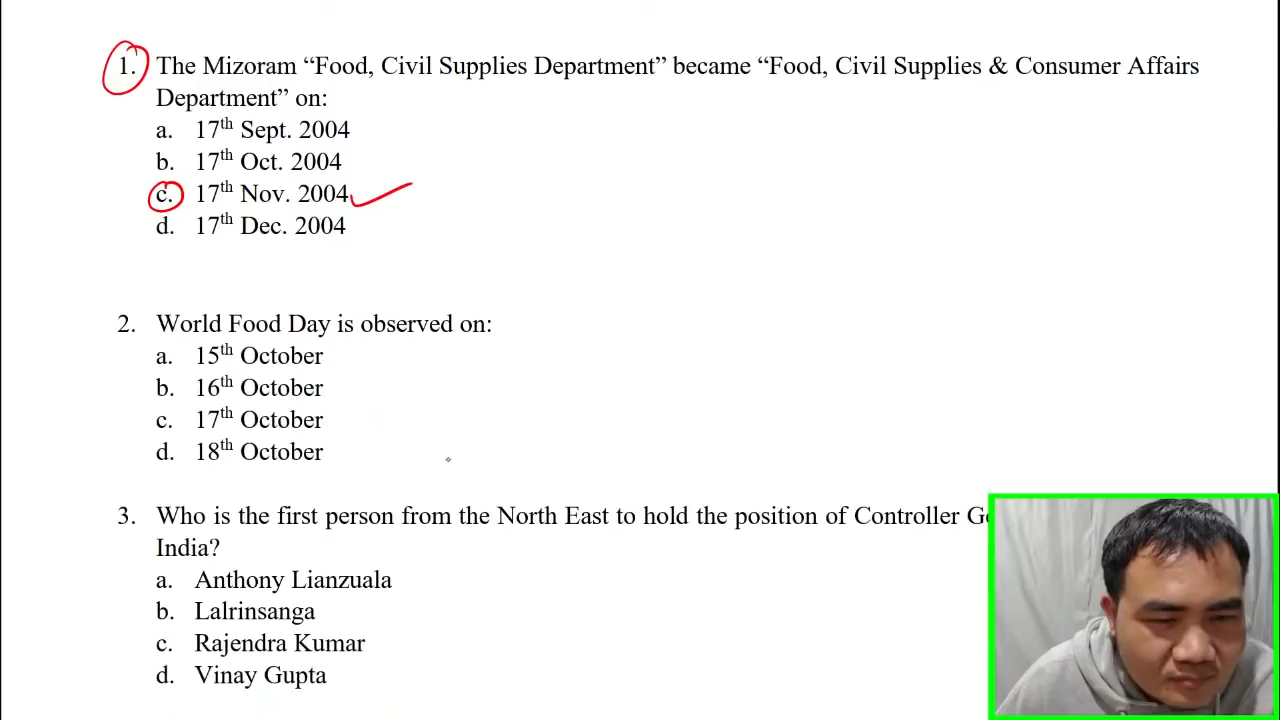 1. The Mizoram “Food, Civil Supplies Department” became “Food, Civil Supplies & Consumer Affairs
Department” on:
a. 17th Sept. 2004
b. 17th Oct. 2004
c. 17th Nov. 2004
d. 17th Dec. 2004
2. World Food Day is observed on:
a. 15th October
b. 16th October
c. 17th October
d. 18th October
3. Who is the first person from the North East to hold the position of Controller
India?
a. Anthony Lianzuala
b. Lalrinsanga
c. Rajendra Kumar
d. Vinay Gupta